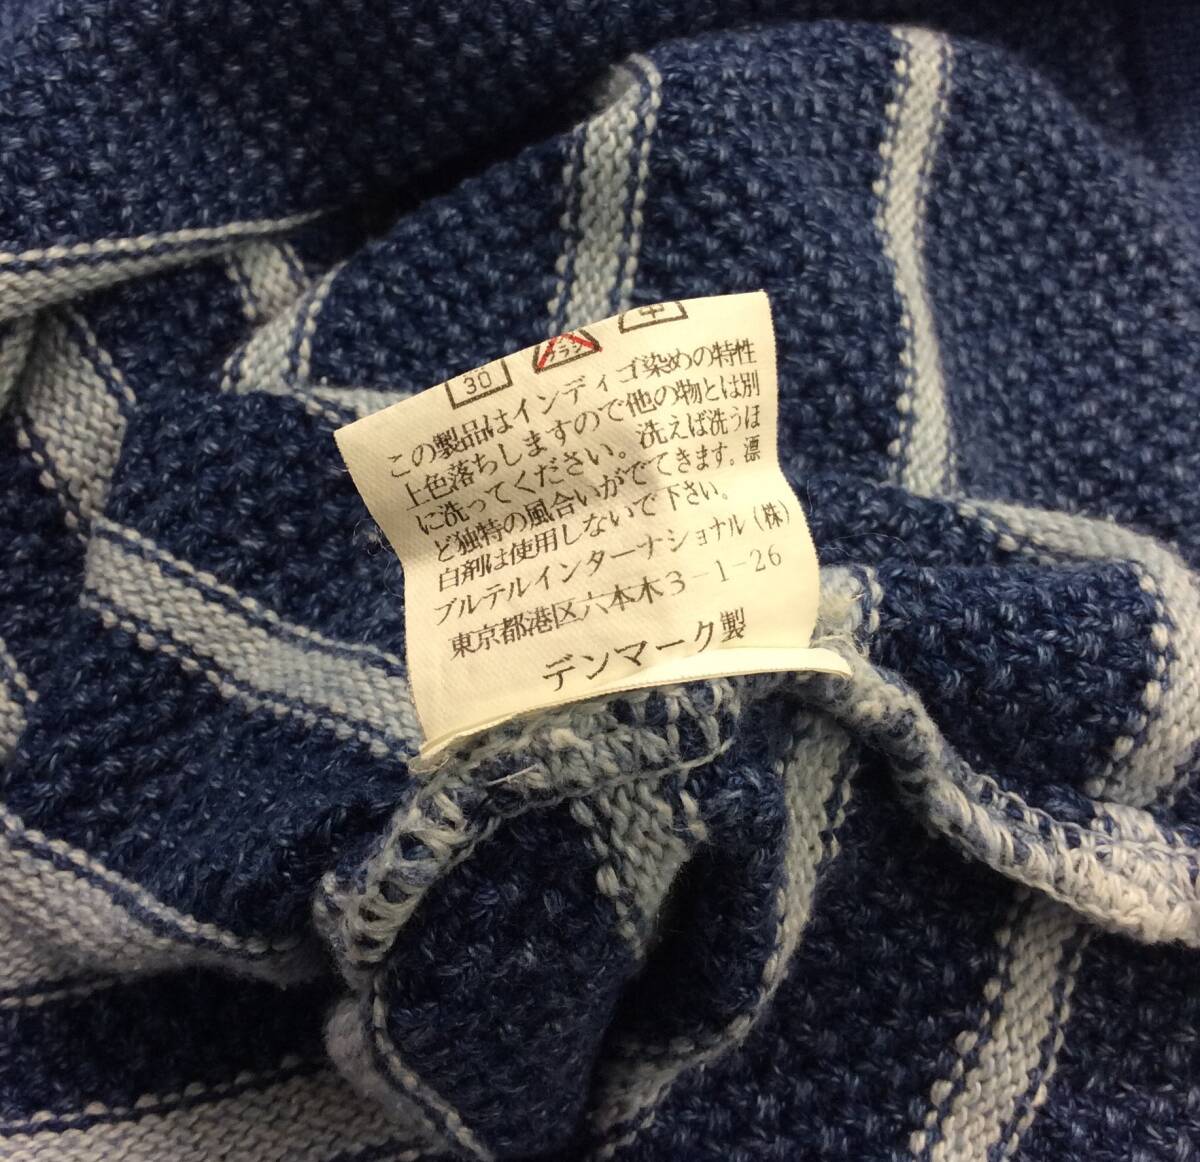 30
中
この製品はインディゴ染めの特性
上色落ちしますので他の物とは別
に洗ってください。洗えば洗うほ
ど独特の風合いがでてきます。漂
白剤は使用しないで下さい。
ブルテルインターナショナル(株)
東京都港区六本木3-1-26
デンマーク製